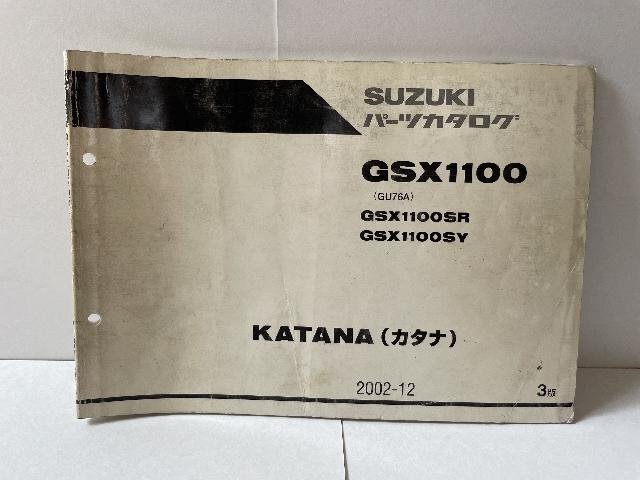 SUZUKI
パーツカタログ
GSX1100
(GU76A)
GSX1100SR
GSX1100SY
KATANA(カタナ)
2002-12
3版